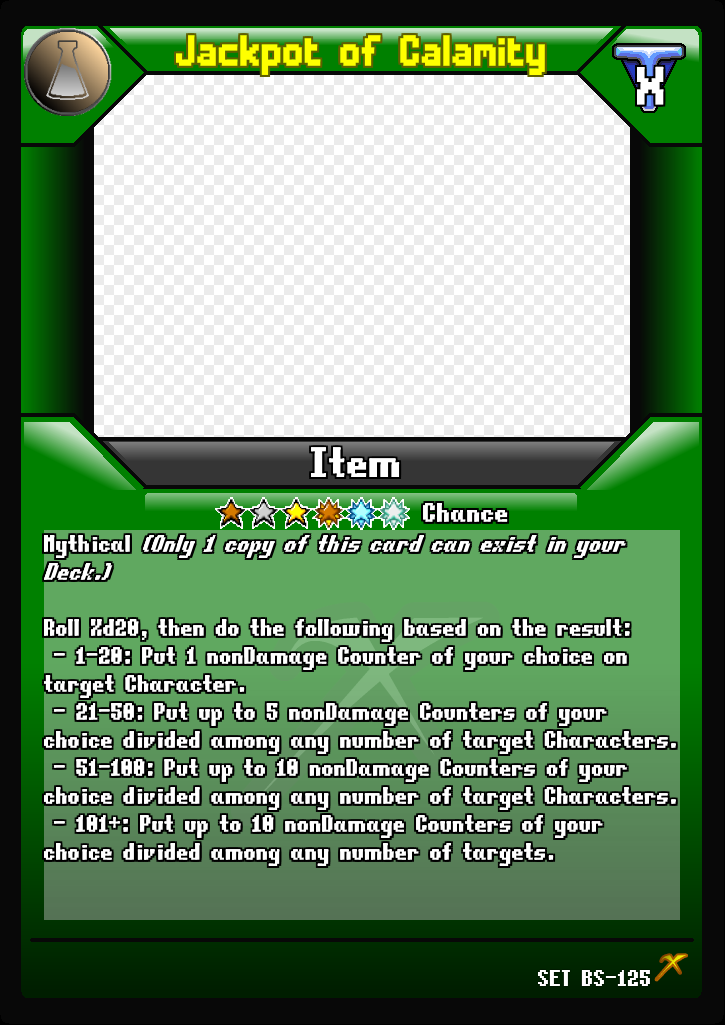 Jackpot of Calamity
X
Item
Chance
Mythical (Only 1 copy of this card can exist in your
Deck.)
Roll Xd20, then do the following based on the result:
- 1-20: Put 1 nonDamage Counter of your choice on
target Character.
- 21-50: Put up to 5 nonDamage Counters of your
choice divided among any number of target Characters.
- 51-100: Put up to 10 nonDamage Counters of your
choice divided among any number of target Characters.
- 101+: Put up to 10 nonDamage Counters of your
choice divided among any number of targets.
SET BS-125